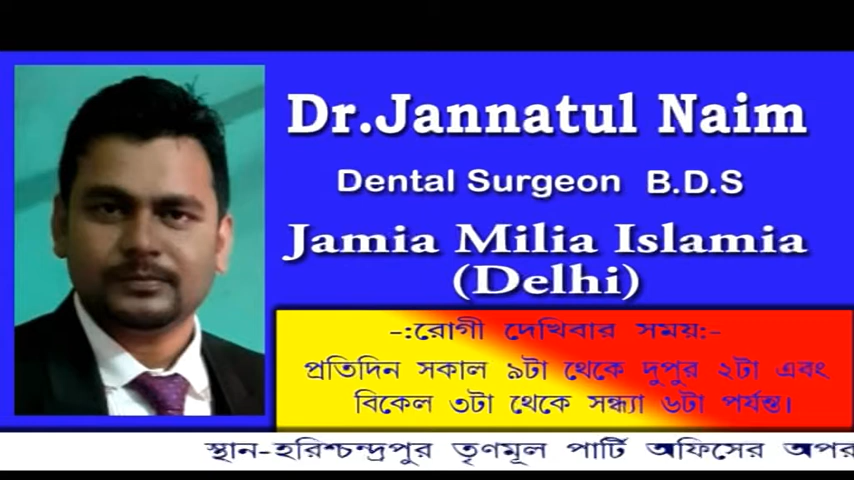 Dr.Jannatul Naim
Dental Surgeon B.D.S
Jamia Milia Islamia
(Delhi)
-:রোগী দেখিবার সময়:-
প্রতিদিন সকাল ৯টা থেকে দুপুর ২টা এবং
বিকেল ৩টা থেকে সন্ধ্যা ৬টা পর্যন্ত।
স্থান-হরিশ্চন্দ্রপুর তৃণমূল পার্টি অফিসের অপর